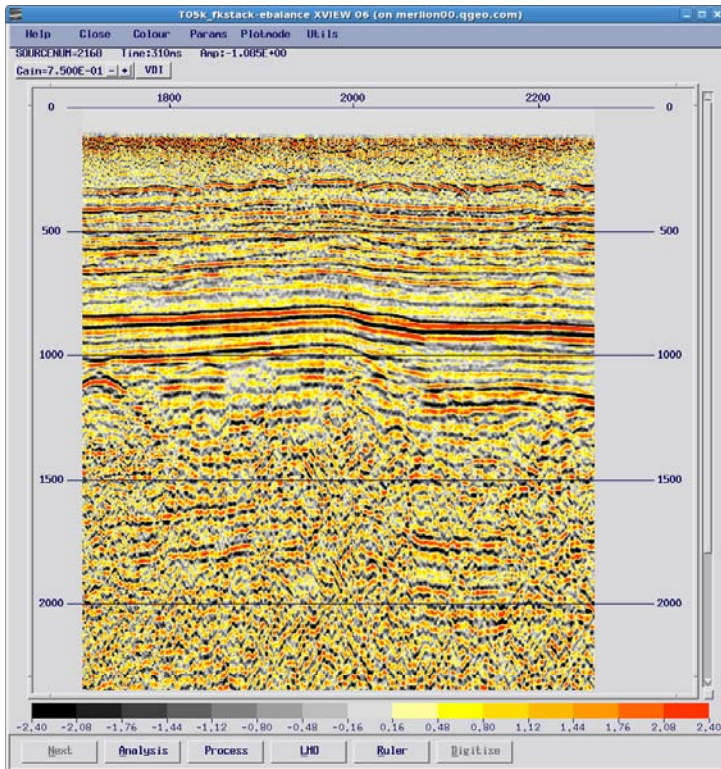 T05k_fkstack-ebalance XVIEW 06 (on merlion00.qgeo.com)
Help Close Colour Params Plotmode Utils
SOURCENUM=2168 Time:310ms Amp:-1.085E+00
Gain=7.500E-01 - + VDI
1800 2000 2200
0 0
500 500
1000 1000
1500 1500
2000 2000
-2.40 -2.08 -1.76 -1.44 -1.12 -0.80 -0.48 -0.16 0.16 0.48 0.80 1.12 1.44 1.76 2.08 2.40
Next Analysis Process LMO Ruler Digitise